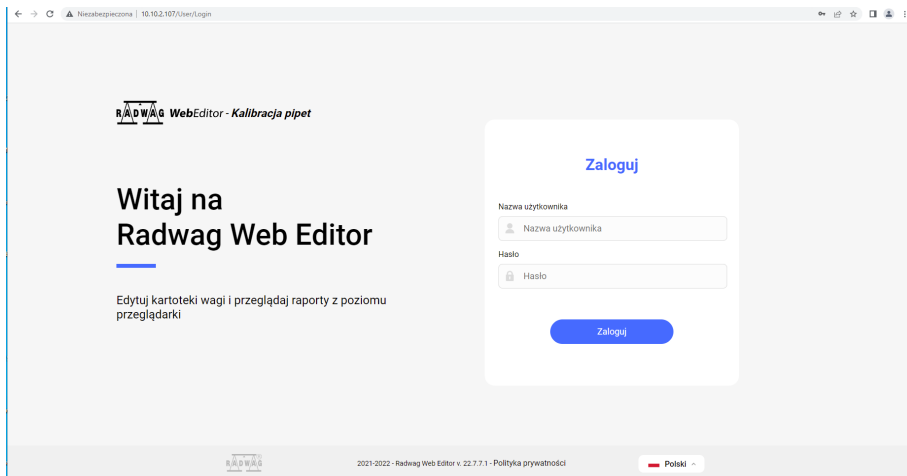 Niezabezpieczona | 10.10.2.107/User/Login
RADWAG WebEditor - Kalibracja pipet
Witaj na
Radwag Web Editor
Edytuj kartoteki wagi i przeglądaj raporty z poziomu
przeglądarki
Zaloguj
Nazwa użytkownika
Nazwa użytkownika
Hasło
Hasło
Zaloguj
RADWAG
2021-2022 - Radwag Web Editor v. 22.7.7.1 - Polityka prywatności
Polski